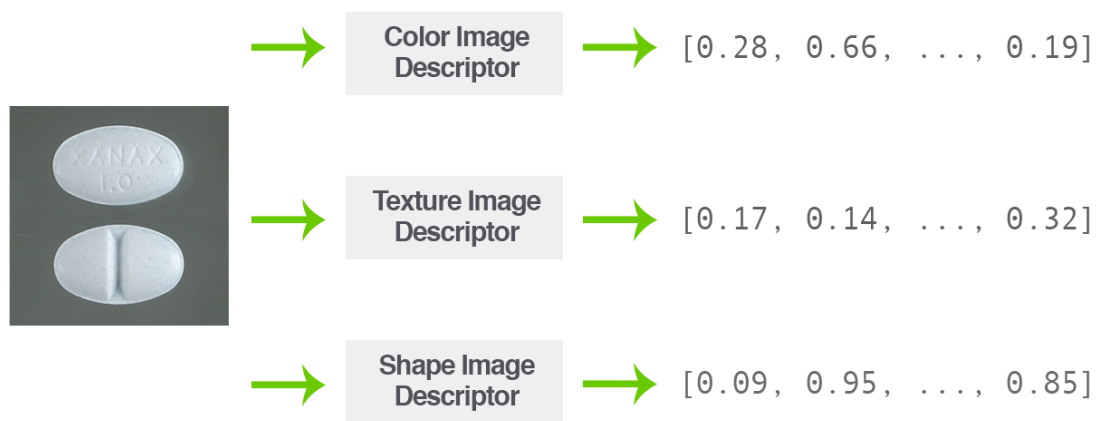 Color Image
Descriptor
[0.28, 0.66, ..., 0.19]
XANAX
1.0
Texture Image
Descriptor
[0.17, 0.14, ..., 0.32]
Shape Image
Descriptor
[0.09, 0.95, ..., 0.85]